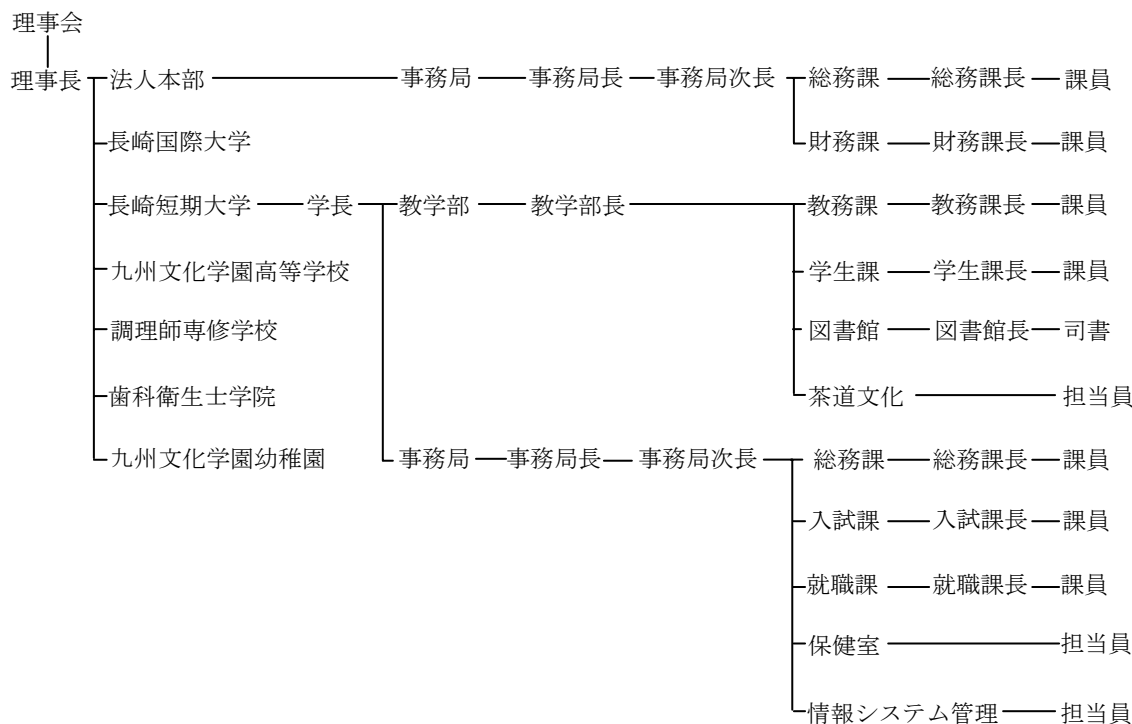 理事会
理事長 法人本部 事務局 事務局長 事務局次長 総務課 総務課長 課員
財務課 財務課長 課員
長崎国際大学
長崎短期大学 学長 教学部 教学部長 教務課 教務課長 課員
九州文化学園高等学校 学生課 学生課長 課員
調理師専修学校 図書館 図書館長 司書
歯科衛生士学院 茶道文化 担当員
九州文化学園幼稚園 事務局 事務局長 事務局次長 総務課 総務課長 課員
入試課 入試課長 課員
就職課 就職課長 課員
保健室 担当員
情報システム管理 担当員